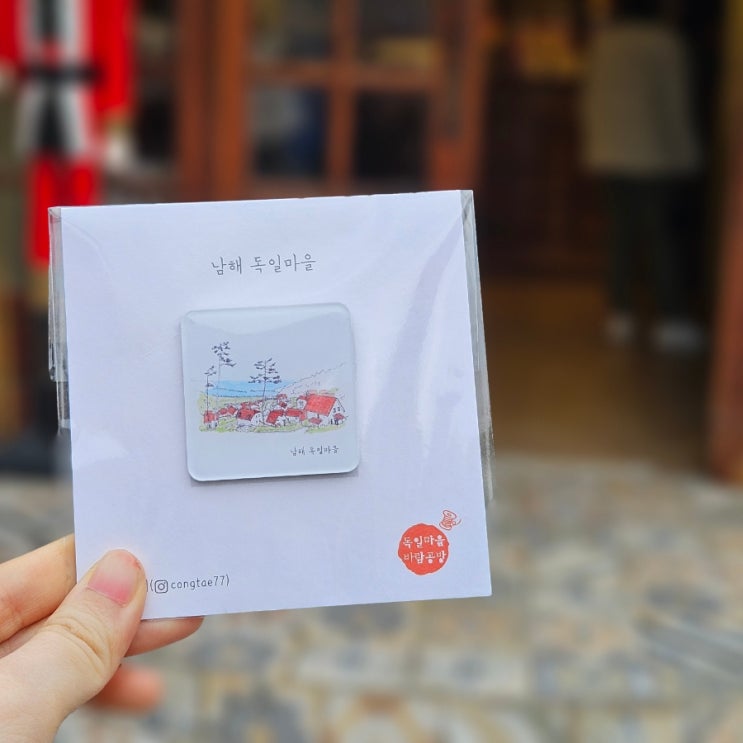 남해 독일마을
남해 독일마을
독일마을
바람공방
(congtae77)